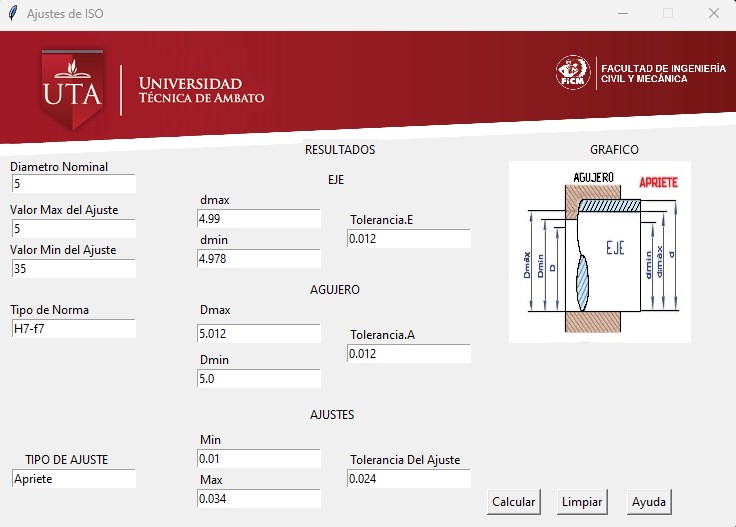 Ajustes de ISO
UTA
UNIVERSIDAD
TÉCNICA DE AMBATO
FICM
FACULTAD DE INGENIERÍA
CIVIL Y MECÁNICA
RESULTADOS
GRAFICO
Diametro Nominal
5
Valor Max del Ajuste
5
Valor Min del Ajuste
35
Tipo de Norma
H7-f7
TIPO DE AJUSTE
Apriete
EJE
dmax
4.99
dmin
4.978
Tolerancia.E
0.012
AGUJERO
Dmax
5.012
Dmin
5.0
Tolerancia.A
0.012
AJUSTES
Min
0.01
Max
0.034
Tolerancia Del Ajuste
0.024
AGUJERO
APRIETE
EJE
Dmáx
Dmin
D
dmin
dmáx
d
Calcular
Limpiar
Ayuda